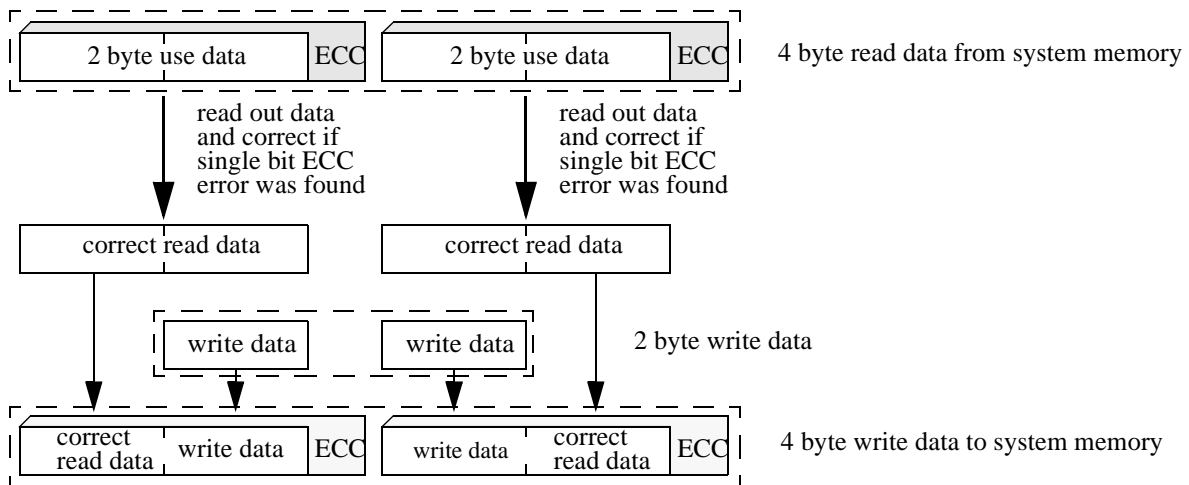 2 byte use data ECC 2 byte use data ECC 4 byte read data from system memory
read out data
and correct if
single bit ECC
error was found
read out data
and correct if
single bit ECC
error was found
correct read data correct read data
write data write data 2 byte write data
correct
read data write data ECC write data correct
read data ECC 4 byte write data to system memory